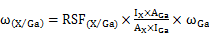 ω(X/Ga) = RSF(X/Ga) × (IX×AGa)/(AX×IGa) × ωGa